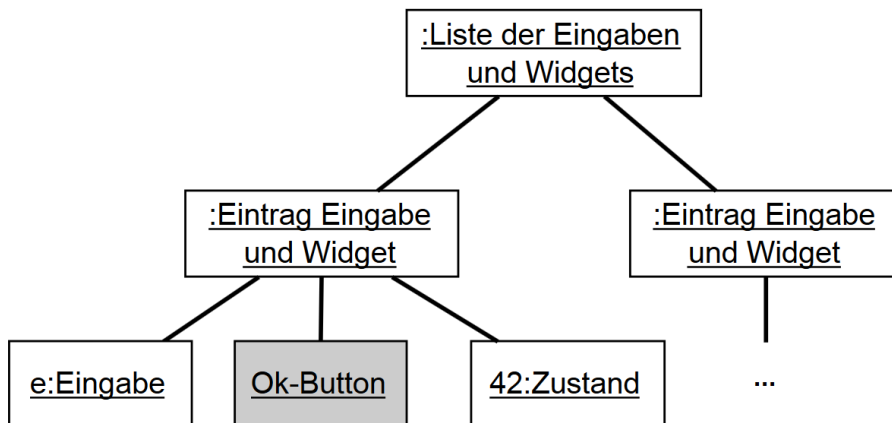 :Liste der Eingaben
und Widgets
:Eintrag Eingabe
und Widget
:Eintrag Eingabe
und Widget
e:Eingabe
Ok-Button
42:Zustand
...